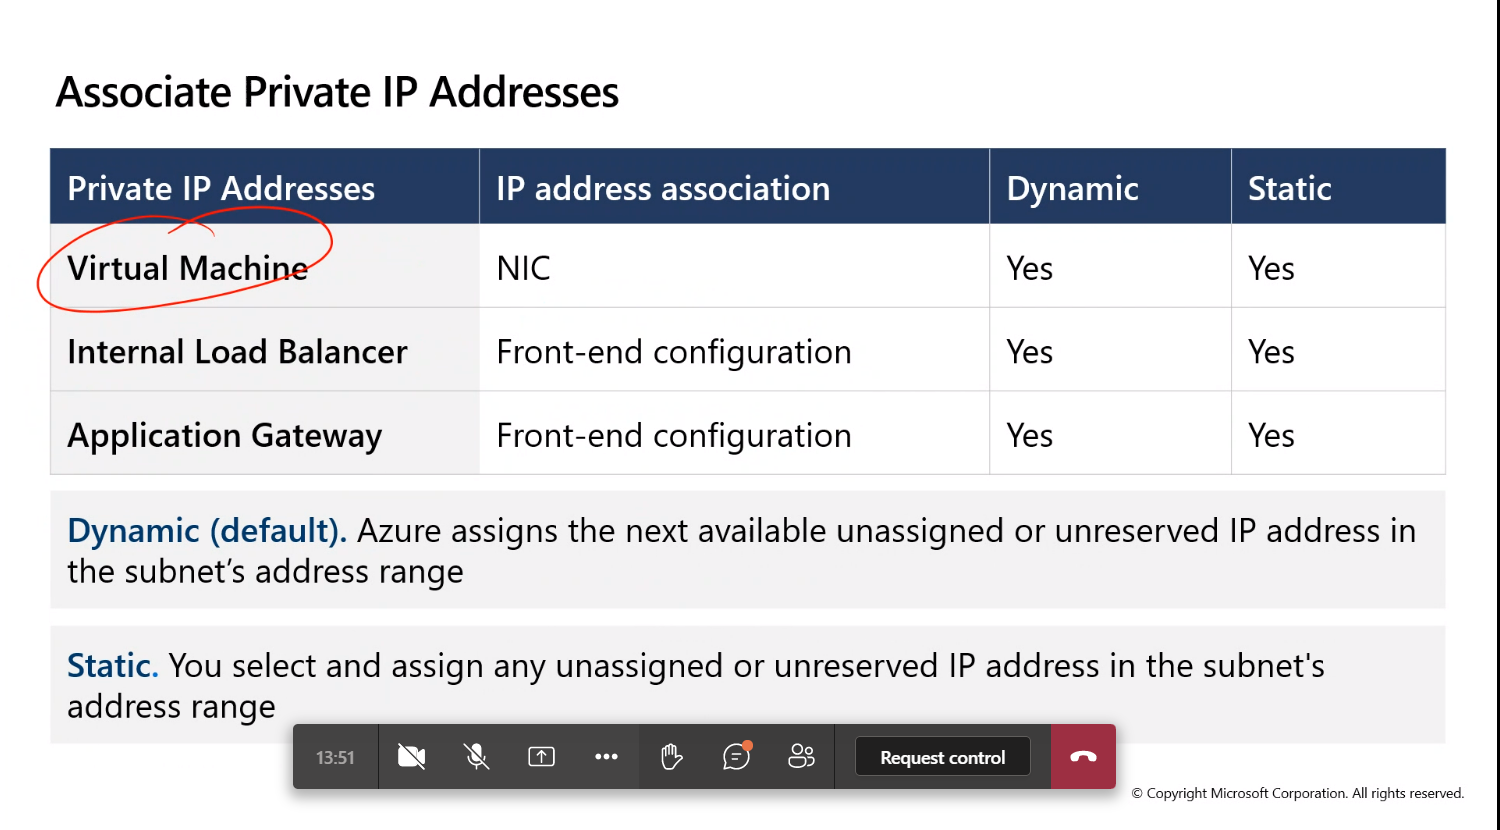 Associate Private IP Addresses
Private IP Addresses IP address association Dynamic Static
Virtual Machine NIC Yes Yes
Internal Load Balancer Front-end configuration Yes Yes
Application Gateway Front-end configuration Yes Yes
Dynamic (default). Azure assigns the next available unassigned or unreserved IP address in
the subnet’s address range
Static. You select and assign any unassigned or unreserved IP address in the subnet's
address range
13:51 Request control
© Copyright Microsoft Corporation. All rights reserved.